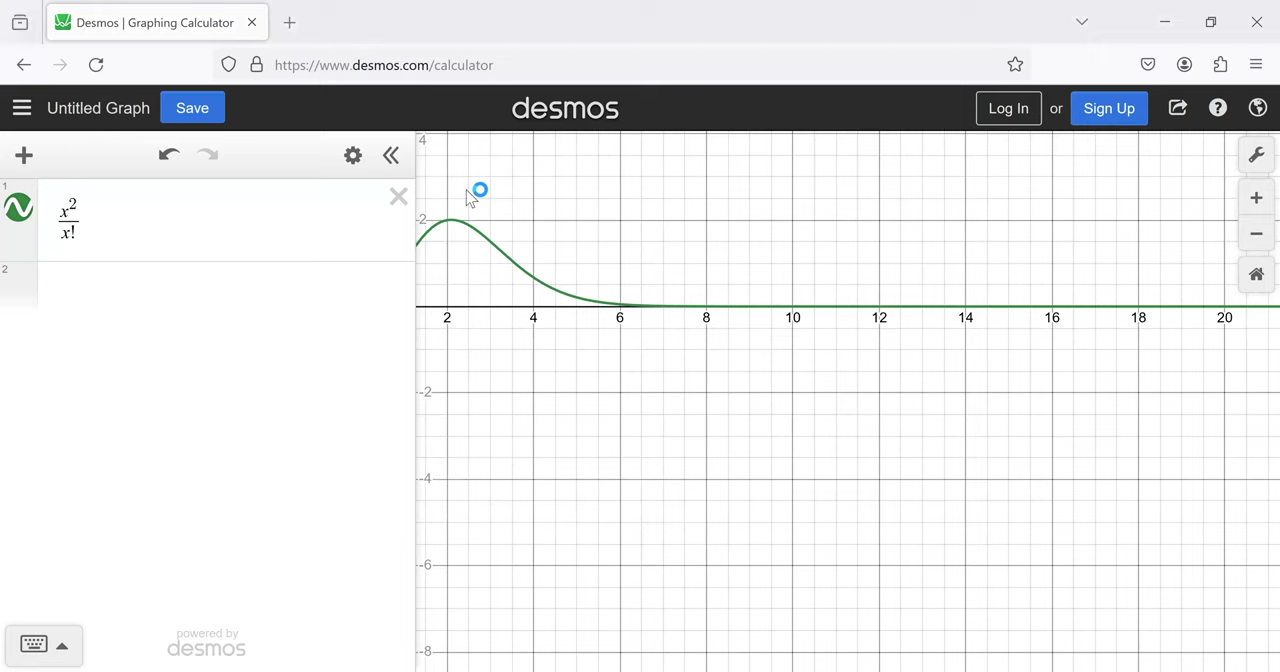 Desmos | Graphing Calculator
https://www.desmos.com/calculator
Untitled Graph
Save
desmos
Log In or Sign Up
1
x²
x!
2
powered by
desmos
4
2
-2
-4
-6
-8
2 4 6 8 10 12 14 16 18 20